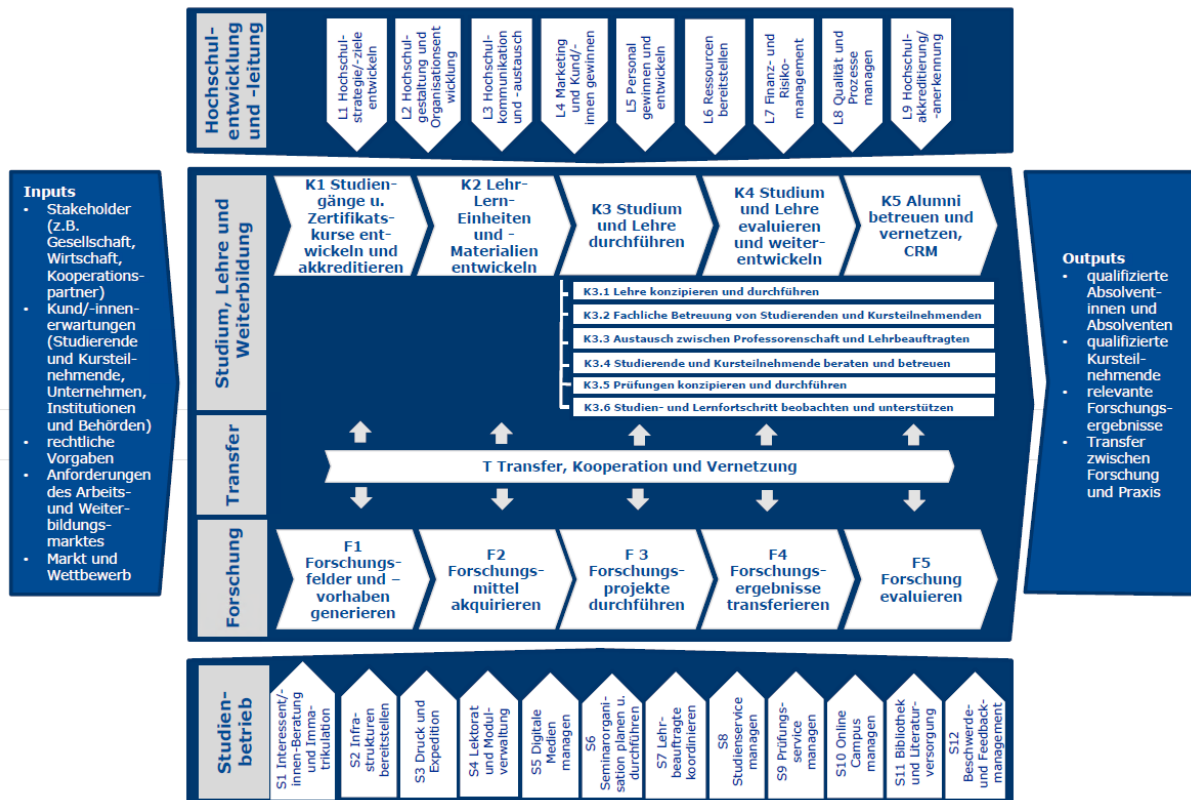 Hochschul-
entwicklung
und -leitung
L1 Hochschul-
strategie/-ziele
entwickeln
L2 Hochschul-
gestaltung und
Organisationsent
wicklung
L3 Hochschul-
kommunikation
und -austausch
L4 Marketing
und Kund/-
innen gewinnen
L5 Personal
gewinnen und
entwickeln
L6 Ressourcen
bereitstellen
L7 Finanz- und
Risiko-
management
L8 Qualität und
Prozesse
managen
L9 Hochschul-
akkreditierung/
-anerkennung
Inputs
• Stakeholder
(z.B.
Gesellschaft,
Wirtschaft,
Kooperations-
partner)
• Kund/-innen-
erwartungen
(Studierende
und Kursteil-
nehmende,
Unternehmen,
Institutionen
und Behörden)
• rechtliche
Vorgaben
• Anforderungen
des Arbeits-
und Weiter-
bildungs-
marktes
• Markt und
Wettbewerb
Studium, Lehre und
Weiterbildung
K1 Studien-
gänge u.
Zertifikats-
kurse ent-
wickeln und
akkreditieren
K2 Lehr-
Lern-
Einheiten
und -
Materialien
entwickeln
K3 Studium
und Lehre
durchführen
K4 Studium
und Lehre
evaluieren
und weiter-
entwickeln
K5 Alumni
betreuen und
vernetzen,
CRM
K3.1 Lehre konzipieren und durchführen
K3.2 Fachliche Betreuung von Studierenden und Kursteilnehmenden
K3.3 Austausch zwischen Professorenschaft und Lehrbeauftragten
K3.4 Studierende und Kursteilnehmende beraten und betreuen
K3.5 Prüfungen konzipieren und durchführen
K3.6 Studien- und Lernfortschritt beobachten und unterstützen
Transfer
T Transfer, Kooperation und Vernetzung
Forschung
F1
Forschungs-
felder und –
vorhaben
generieren
F2
Forschungs-
mittel
akquirieren
F 3
Forschungs-
projekte
durchführen
F4
Forschungs-
ergebnisse
transferieren
F5
Forschung
evaluieren
Outputs
• qualifizierte
Absolvent-
innen und
Absolventen
• qualifizierte
Kursteil-
nehmende
• relevante
Forschungs-
ergebnisse
• Transfer
zwischen
Forschung
und Praxis
Studien-
betrieb
S1 Interessent/-
innen-Beratung
und Imma-
trikulation
S2 Infra-
strukturen
bereitstellen
S3 Druck und
Expedition
S4 Lektorat
und Modul-
verwaltung
S5 Digitale
Medien
managen
S6
Seminarorgani-
sation planen u.
durchführen
S7 Lehr-
beauftragte
koordinieren
S8
Studienservice
managen
S9 Prüfungs-
service
managen
S10 Online
Campus
managen
S11 Bibliothek
und Literatur-
versorgung
S12
Beschwerde-
und Feedback-
management